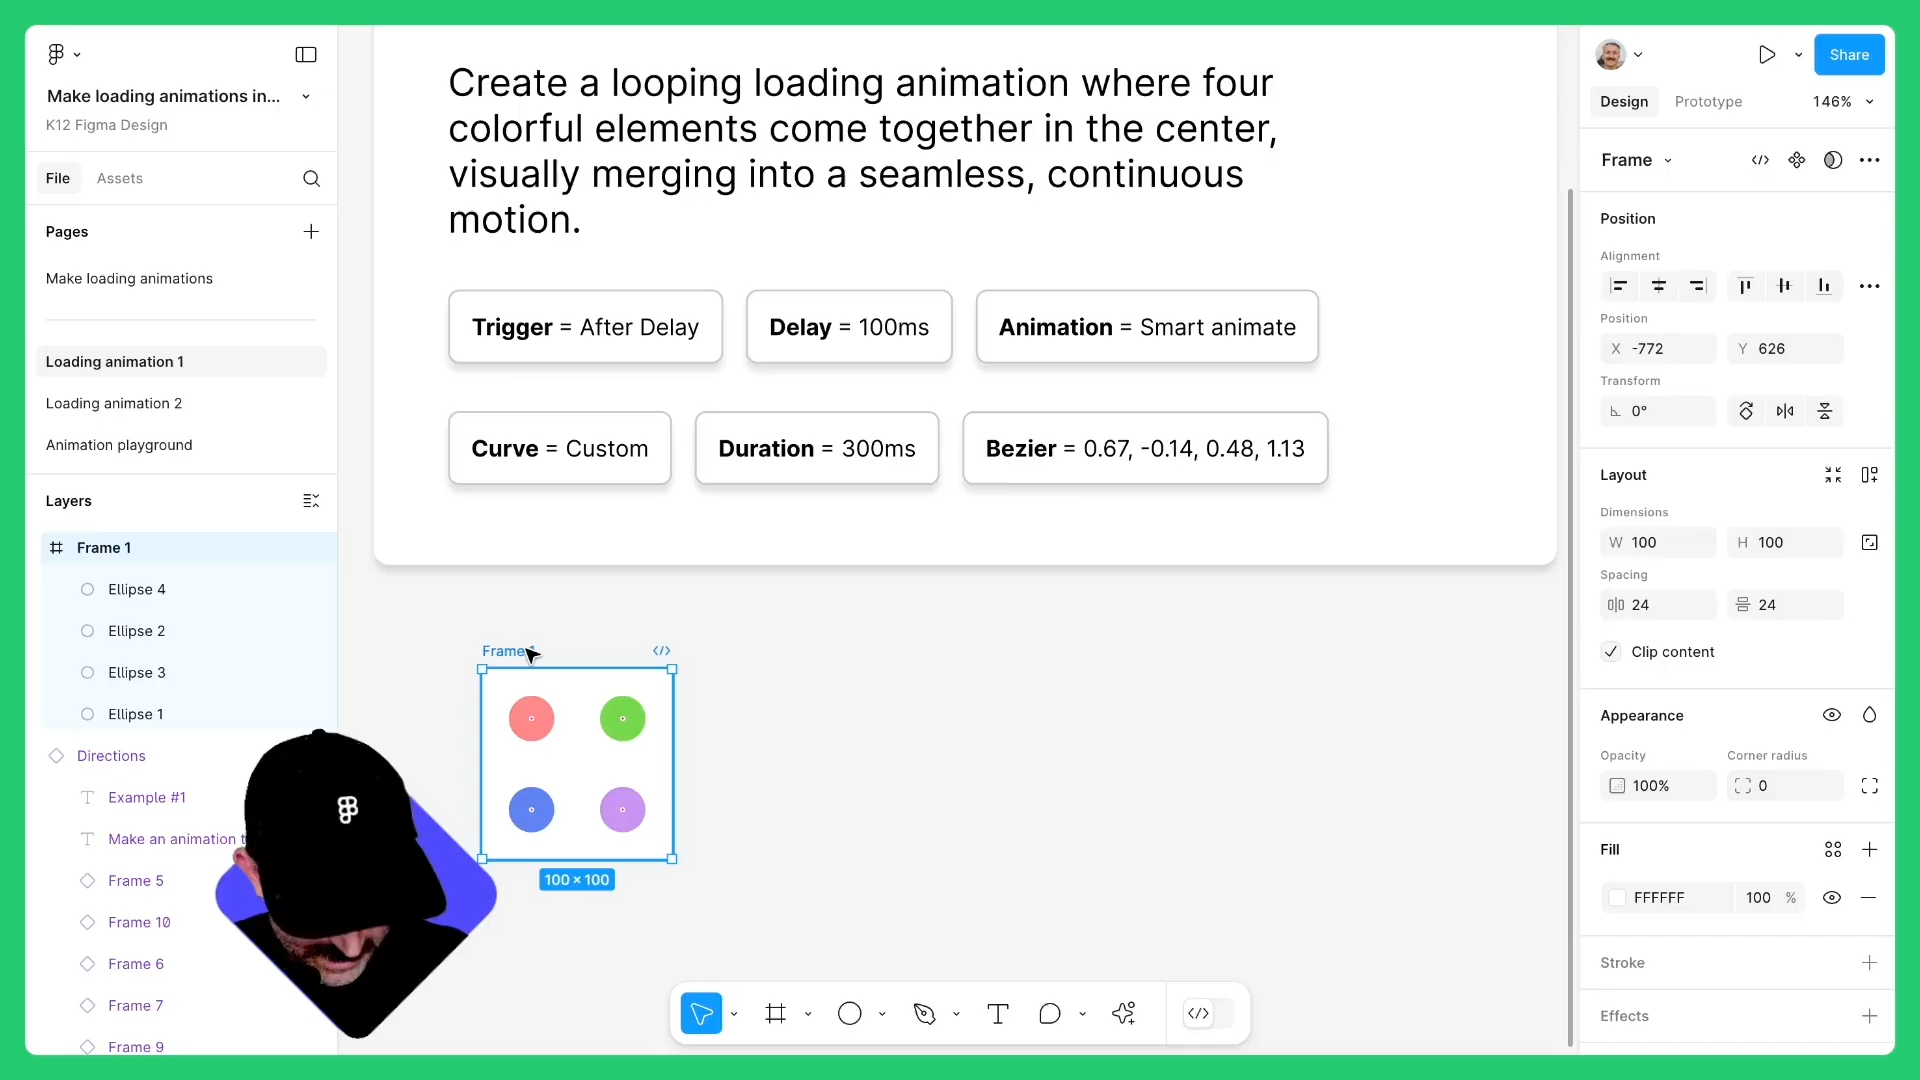 Make loading animations in...
K12 Figma Design
File
Assets
Pages
Make loading animations
Loading animation 1
Loading animation 2
Animation playground
Layers
Frame 1
Ellipse 4
Ellipse 2
Ellipse 3
Ellipse 1
Directions
Example #1
Make an animation
Frame 5
Frame 10
Frame 6
Frame 7
Frame 9
Create a looping loading animation where four
colorful elements come together in the center,
visually merging into a seamless, continuous
motion.
Trigger = After Delay
Delay = 100ms
Animation = Smart animate
Curve = Custom
Duration = 300ms
Bezier = 0.67, -0.14, 0.48, 1.13
Frame
100 × 100
Share
Design
Prototype
146%
Frame
Position
Alignment
Position
X -772
Y 626
Transform
0°
Layout
Dimensions
W 100
H 100
Spacing
24
24
Clip content
Appearance
Opacity
Corner radius
100%
0
Fill
FFFFFF
100 %
Stroke
Effects